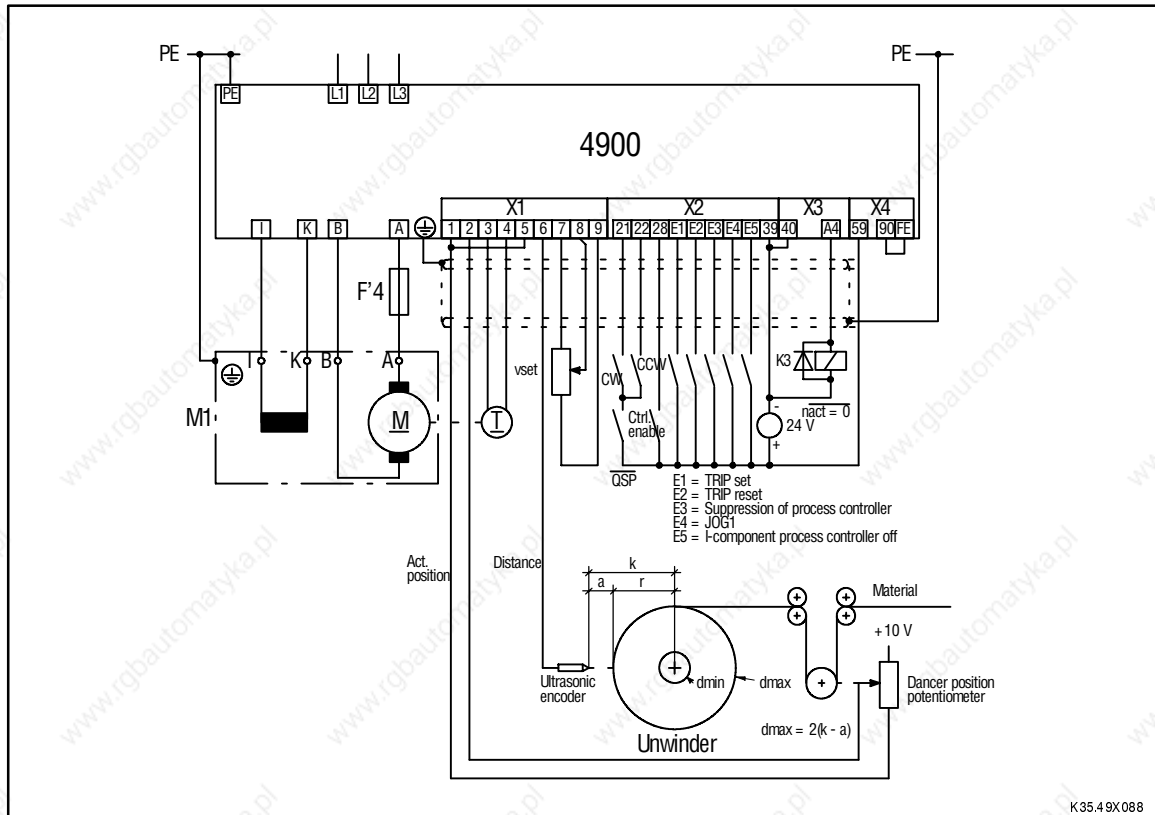 PE
PE
PE L1 L2 L3
4900
X1 X2 X3 X4
I K B A 1 2 3 4 5 6 7 8 9 21 22 28 E1 E2 E3 E4 E5 39 40 A4 59 90 FE
F'4
I K B A
M1
M
T
vset
CW
CCW
K3
Ctrl.
enable
nact = 0
-
24 V
+
QSP
E1 = TRIP set
E2 = TRIP reset
E3 = Suppression of process controller
E4 = JOG1
E5 = I-component process controller off
Act.
position
Distance
k
a r
Material
+10 V
Ultrasonic
encoder
dmin
dmax
Dancer position
potentiometer
dmax = 2(k - a)
Unwinder
K35.49X088
www.rgbautomatyka.pl